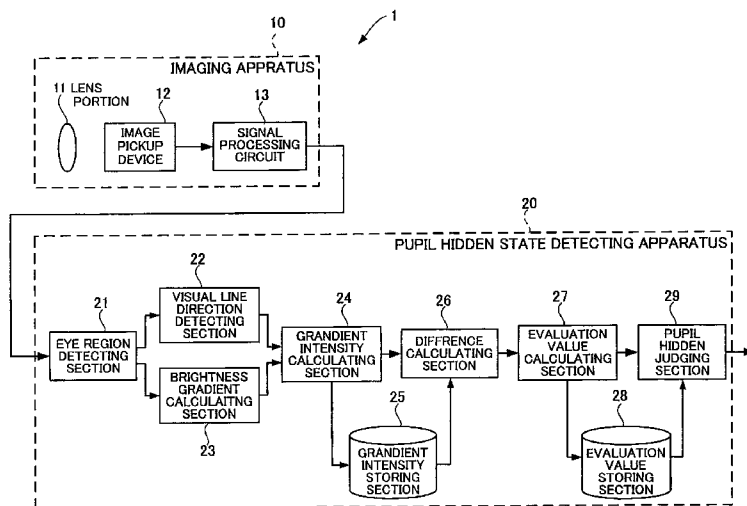 1
10
IMAGING APPRATUS
11 LENS
PORTION
12
IMAGE
PICKUP
DEVICE
13
SIGNAL
PROCESSING
CIRCUIT
20
PUPIL HIDDEN STATE DETECTING APPARATUS
21
EYE REGION
DETECTING
SECTION
22
VISUAL LINE
DIRECTION
DETECTING
SECTION
BRIGHTNESS
GRADIENT
CALCULAITNG
SECTION
23
24
GRANDIENT
INTENSITY
CALCULATING
SECTION
25
GRANDIENT
INTENSITY
STORING
SECTION
26
DIFFRENCE
CALCULATING
SECTION
27
EVALUATION
VALUE
CALCULATING
SECTION
28
EVALUATION
VALUE
STORING
SECTION
29
PUPIL
HIDDEN
JUDGING
SECTION